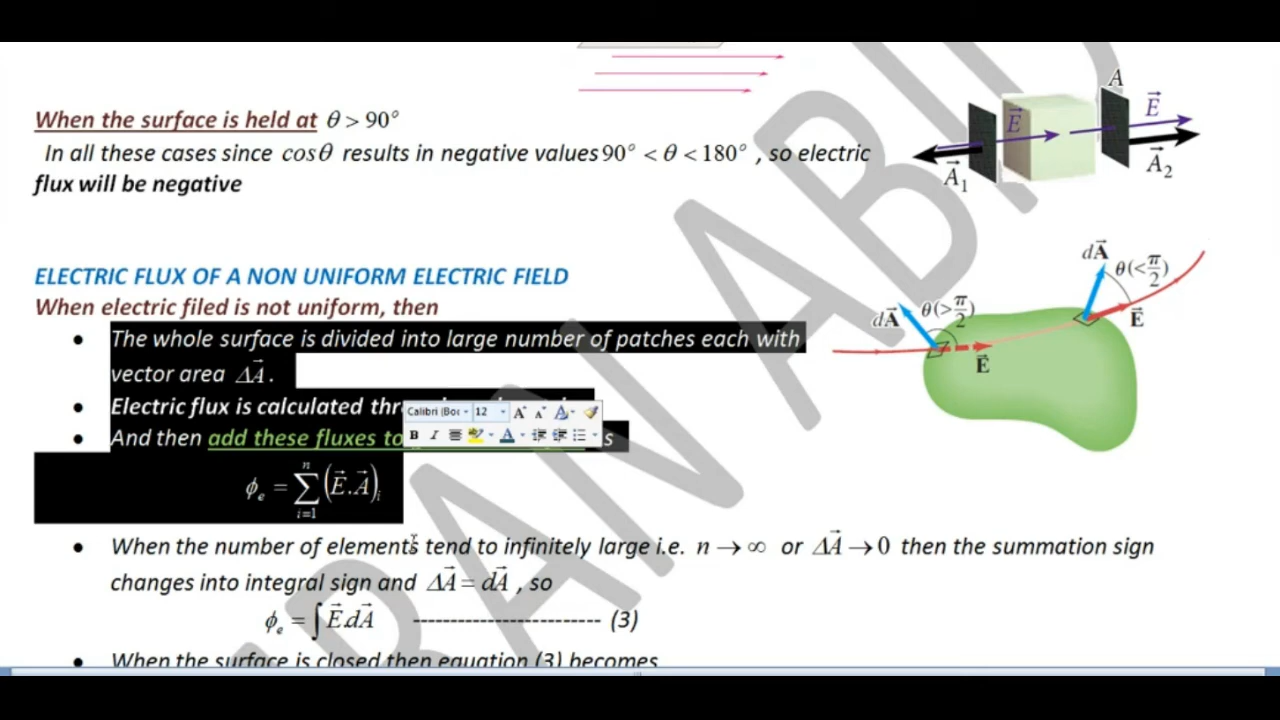 When the surface is held at θ > 90°
In all these cases since cosθ results in negative values 90° < θ < 180° , so electric
flux will be negative
A
E⃗
E⃗
A⃗₁
A⃗₂
ELECTRIC FLUX OF A NON UNIFORM ELECTRIC FIELD
When electric filed is not uniform, then
• The whole surface is divided into large number of patches each with
vector area ΔA⃗ .
• Electric flux is calculated thr
• And then add these fluxes to s
ϕₑ = ∑ᵢ₌₁ⁿ (E⃗.A⃗)ᵢ
Calibri (Boc 12 A A A
B I A
dA⃗
θ(<π/2)
E⃗
dA⃗
θ(>π/2)
E⃗
• When the number of elements tend to infinitely large i.e. n → ∞ or ΔA⃗ → 0 then the summation sign
changes into integral sign and ΔA⃗ = dA⃗ , so
ϕₑ = ∫ E⃗.dA⃗ ------------------------- (3)
• When the surface is closed then equation (3) becomes